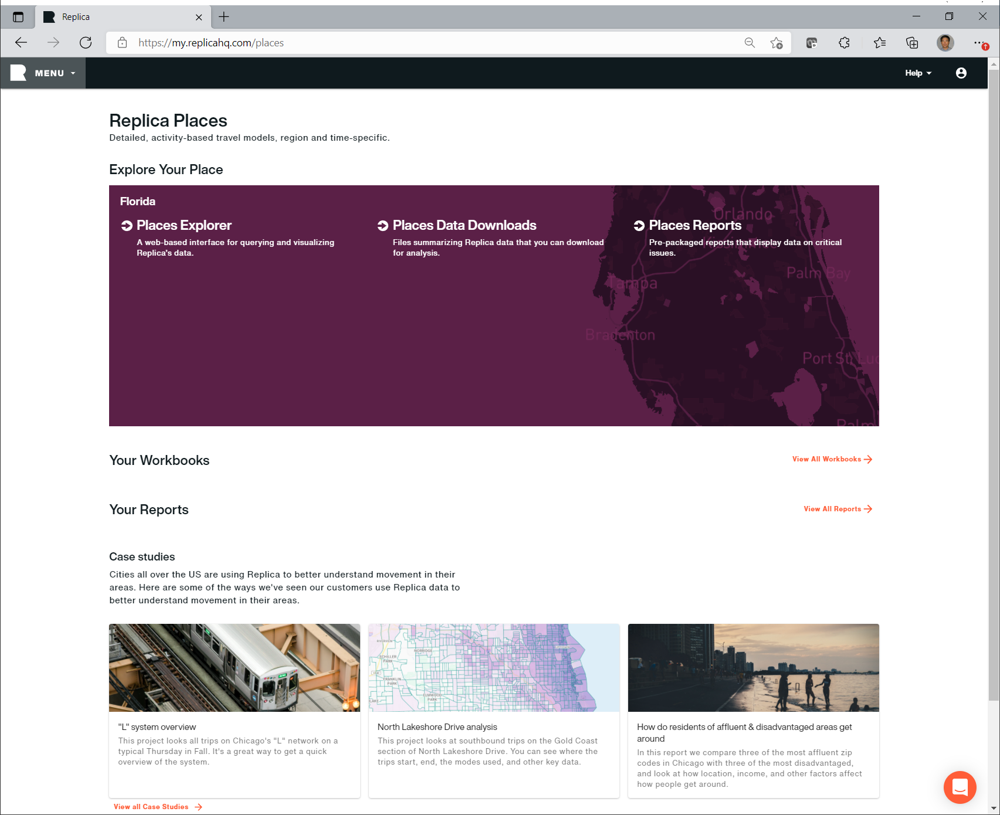 Replica
https://my.replicahq.com/places
MENU
Help
Replica Places
Detailed, activity-based travel models, region and time-specific.
Explore Your Place
Florida
Places Explorer
A web-based interface for querying and visualizing
Replica's data.
Places Data Downloads
Files summarizing Replica data that you can download
for analysis.
Places Reports
Pre-packaged reports that display data on critical
issues.
Orlando
Kissimmee
Palm Bay
Tampa
Bradenton
Port St. Luc
Palm
Your Workbooks
View All Workbooks
Your Reports
View All Reports
Case studies
Cities all over the US are using Replica to better understand movement in their
areas. Here are some of the ways we've seen our customers use Replica data to
better understand movement in their areas.
RIVERVIEW
NORRIDGE
SCHILLER
PARK
FRANKLIN
PARK
ELMWOOD
PARK
LAKE
"L" system overview
This project looks all trips on Chicago's "L" network on a
typical Thursday in Fall. It's a great way to get a quick
overview of the system.
North Lakeshore Drive analysis
This project looks at southbound trips on the Gold Coast
section of North Lakeshore Drive. You can see where the
trips start, end, the modes used, and other key data.
How do residents of affluent & disadvantaged areas get
around
In this report we compare three of the most affluent zip
codes in Chicago with three of the most disadvantaged,
and look at how location, income, and other factors affect
how people get around.
View all Case Studies